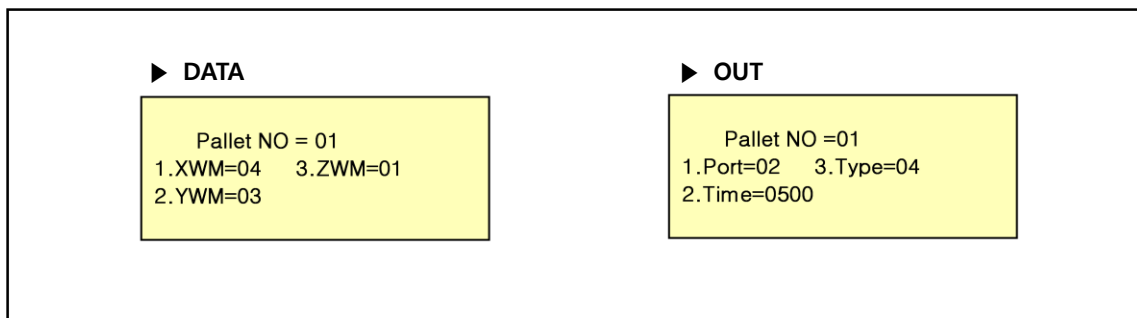 ▶ DATA
Pallet NO = 01
1.XWM=04 3.ZWM=01
2.YWM=03
▶ OUT
Pallet NO =01
1.Port=02 3.Type=04
2.Time=0500